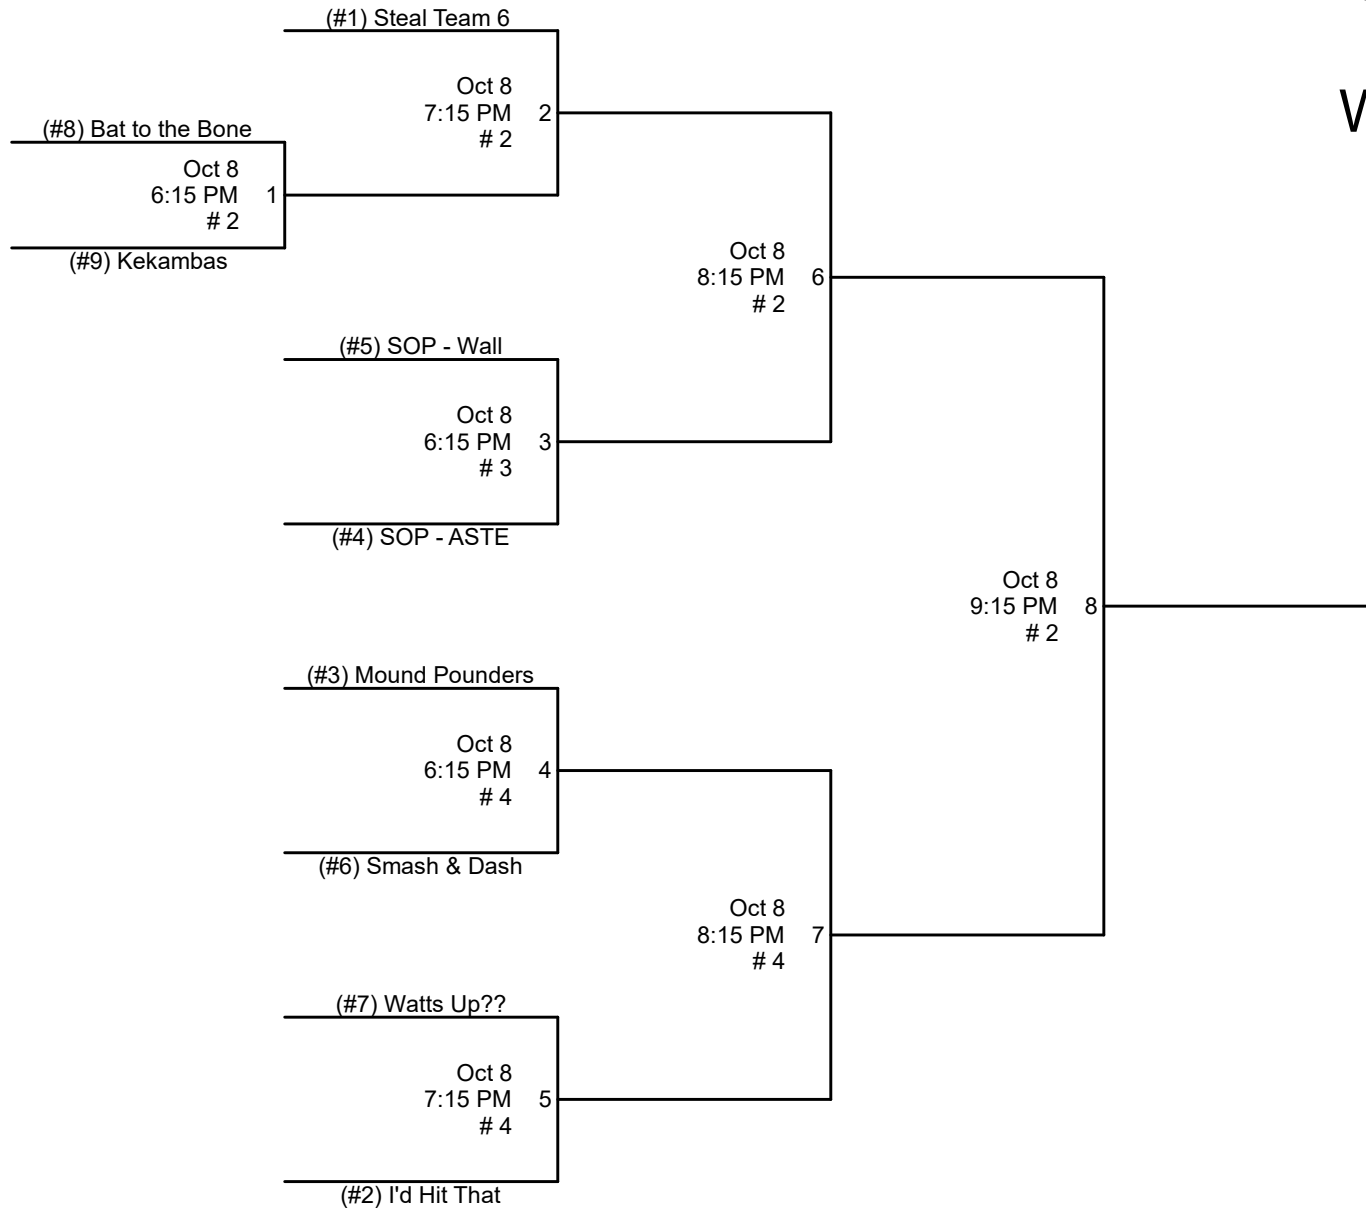 (#1) Steal Team 6
Oct 8
7:15 PM 2
# 2
(#8) Bat to the Bone
Oct 8
6:15 PM 1
# 2
(#9) Kekambas
Oct 8
8:15 PM 6
# 2
(#5) SOP - Wall
Oct 8
6:15 PM 3
# 3
(#4) SOP - ASTE
Oct 8
9:15 PM 8
# 2
(#3) Mound Pounders
Oct 8
6:15 PM 4
# 4
(#6) Smash & Dash
Oct 8
8:15 PM 7
# 4
(#7) Watts Up??
Oct 8
7:15 PM 5
# 4
(#2) I'd Hit That